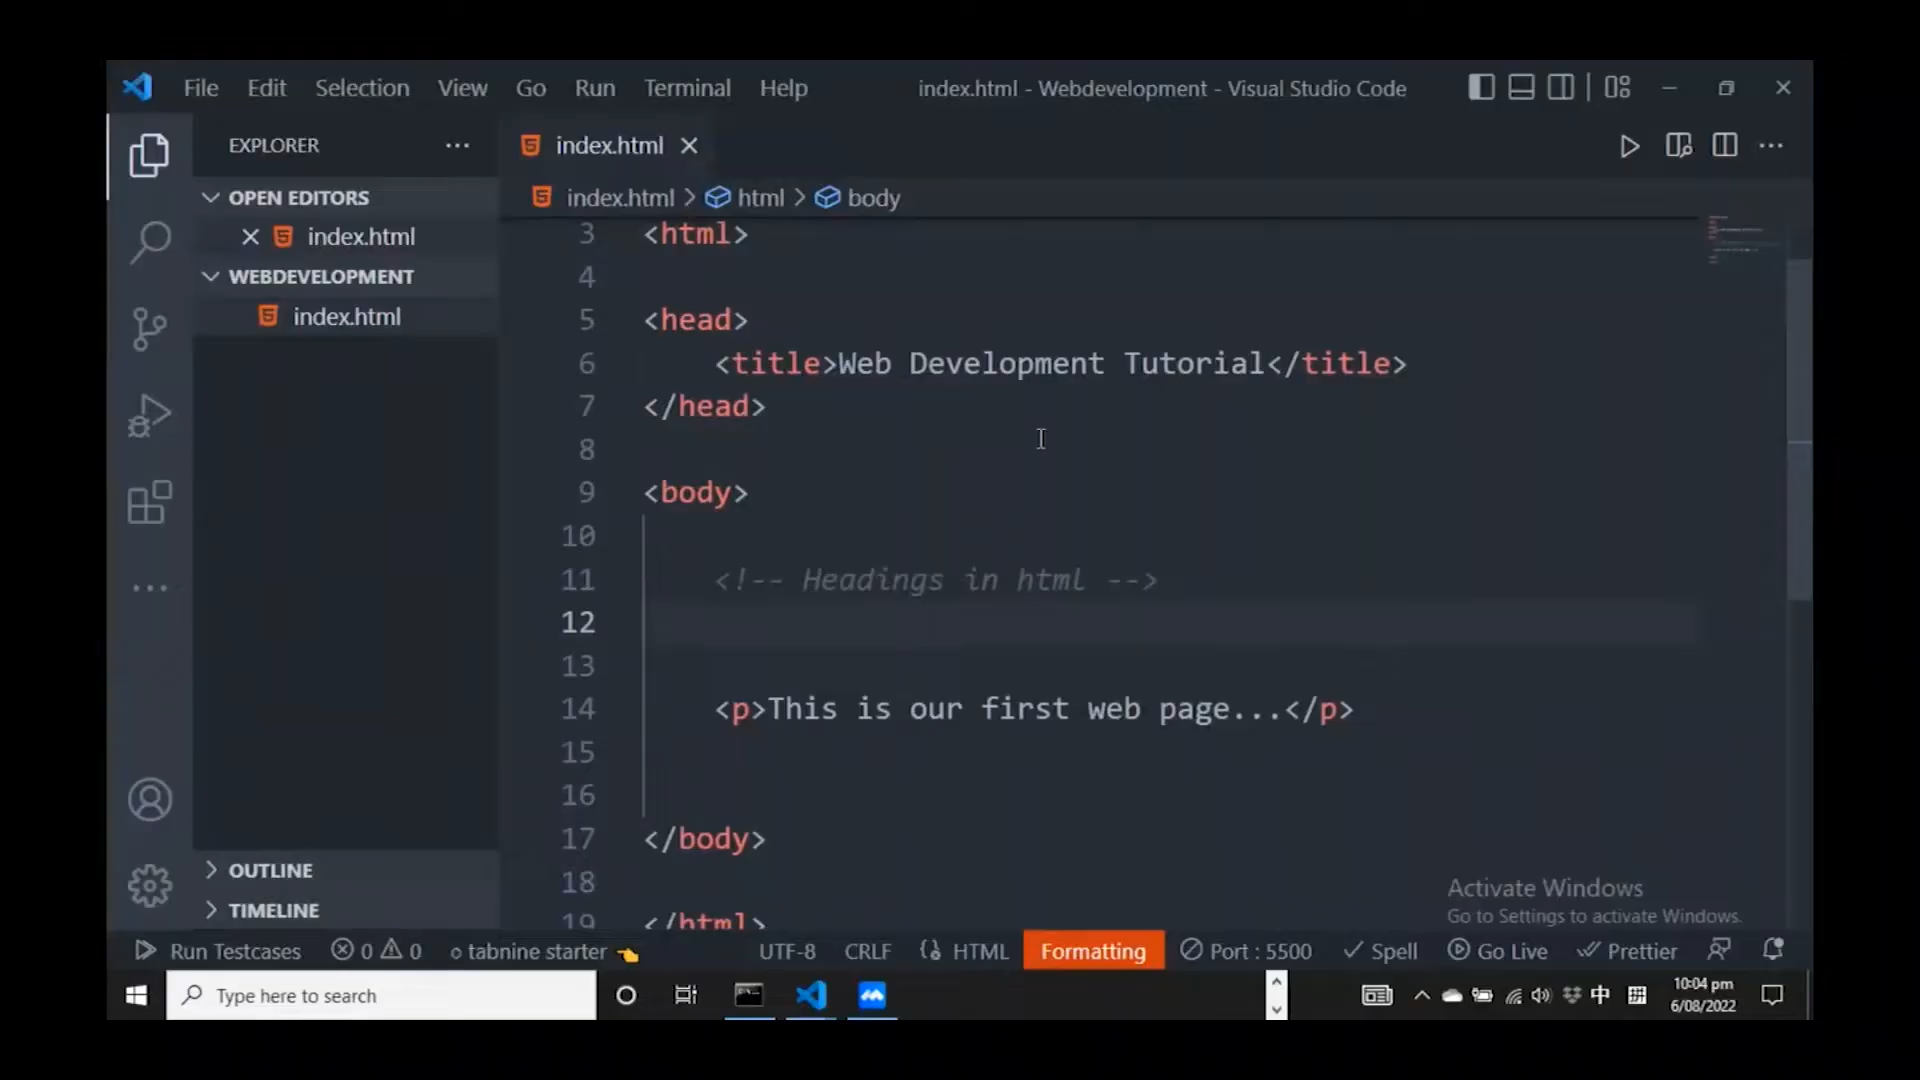 File Edit Selection View Go Run Terminal Help index.html - Webdevelopment - Visual Studio Code
EXPLORER
index.html
OPEN EDITORS
index.html > html > body
index.html
WEBDEVELOPMENT
index.html
3 <html>
4
5 <head>
6 <title>Web Development Tutorial</title>
7 </head>
8
9 <body>
10
11 <!-- Headings in html -->
12
13
14 <p>This is our first web page...</p>
15
16
17 </body>
18
19 </html>
OUTLINE
TIMELINE
Activate Windows
Go to Settings to activate Windows.
Run Testcases 0 0 tabnine starter UTF-8 CRLF HTML Formatting Port : 5500 Spell Go Live Prettier
Type here to search
中
10:04 pm
6/08/2022